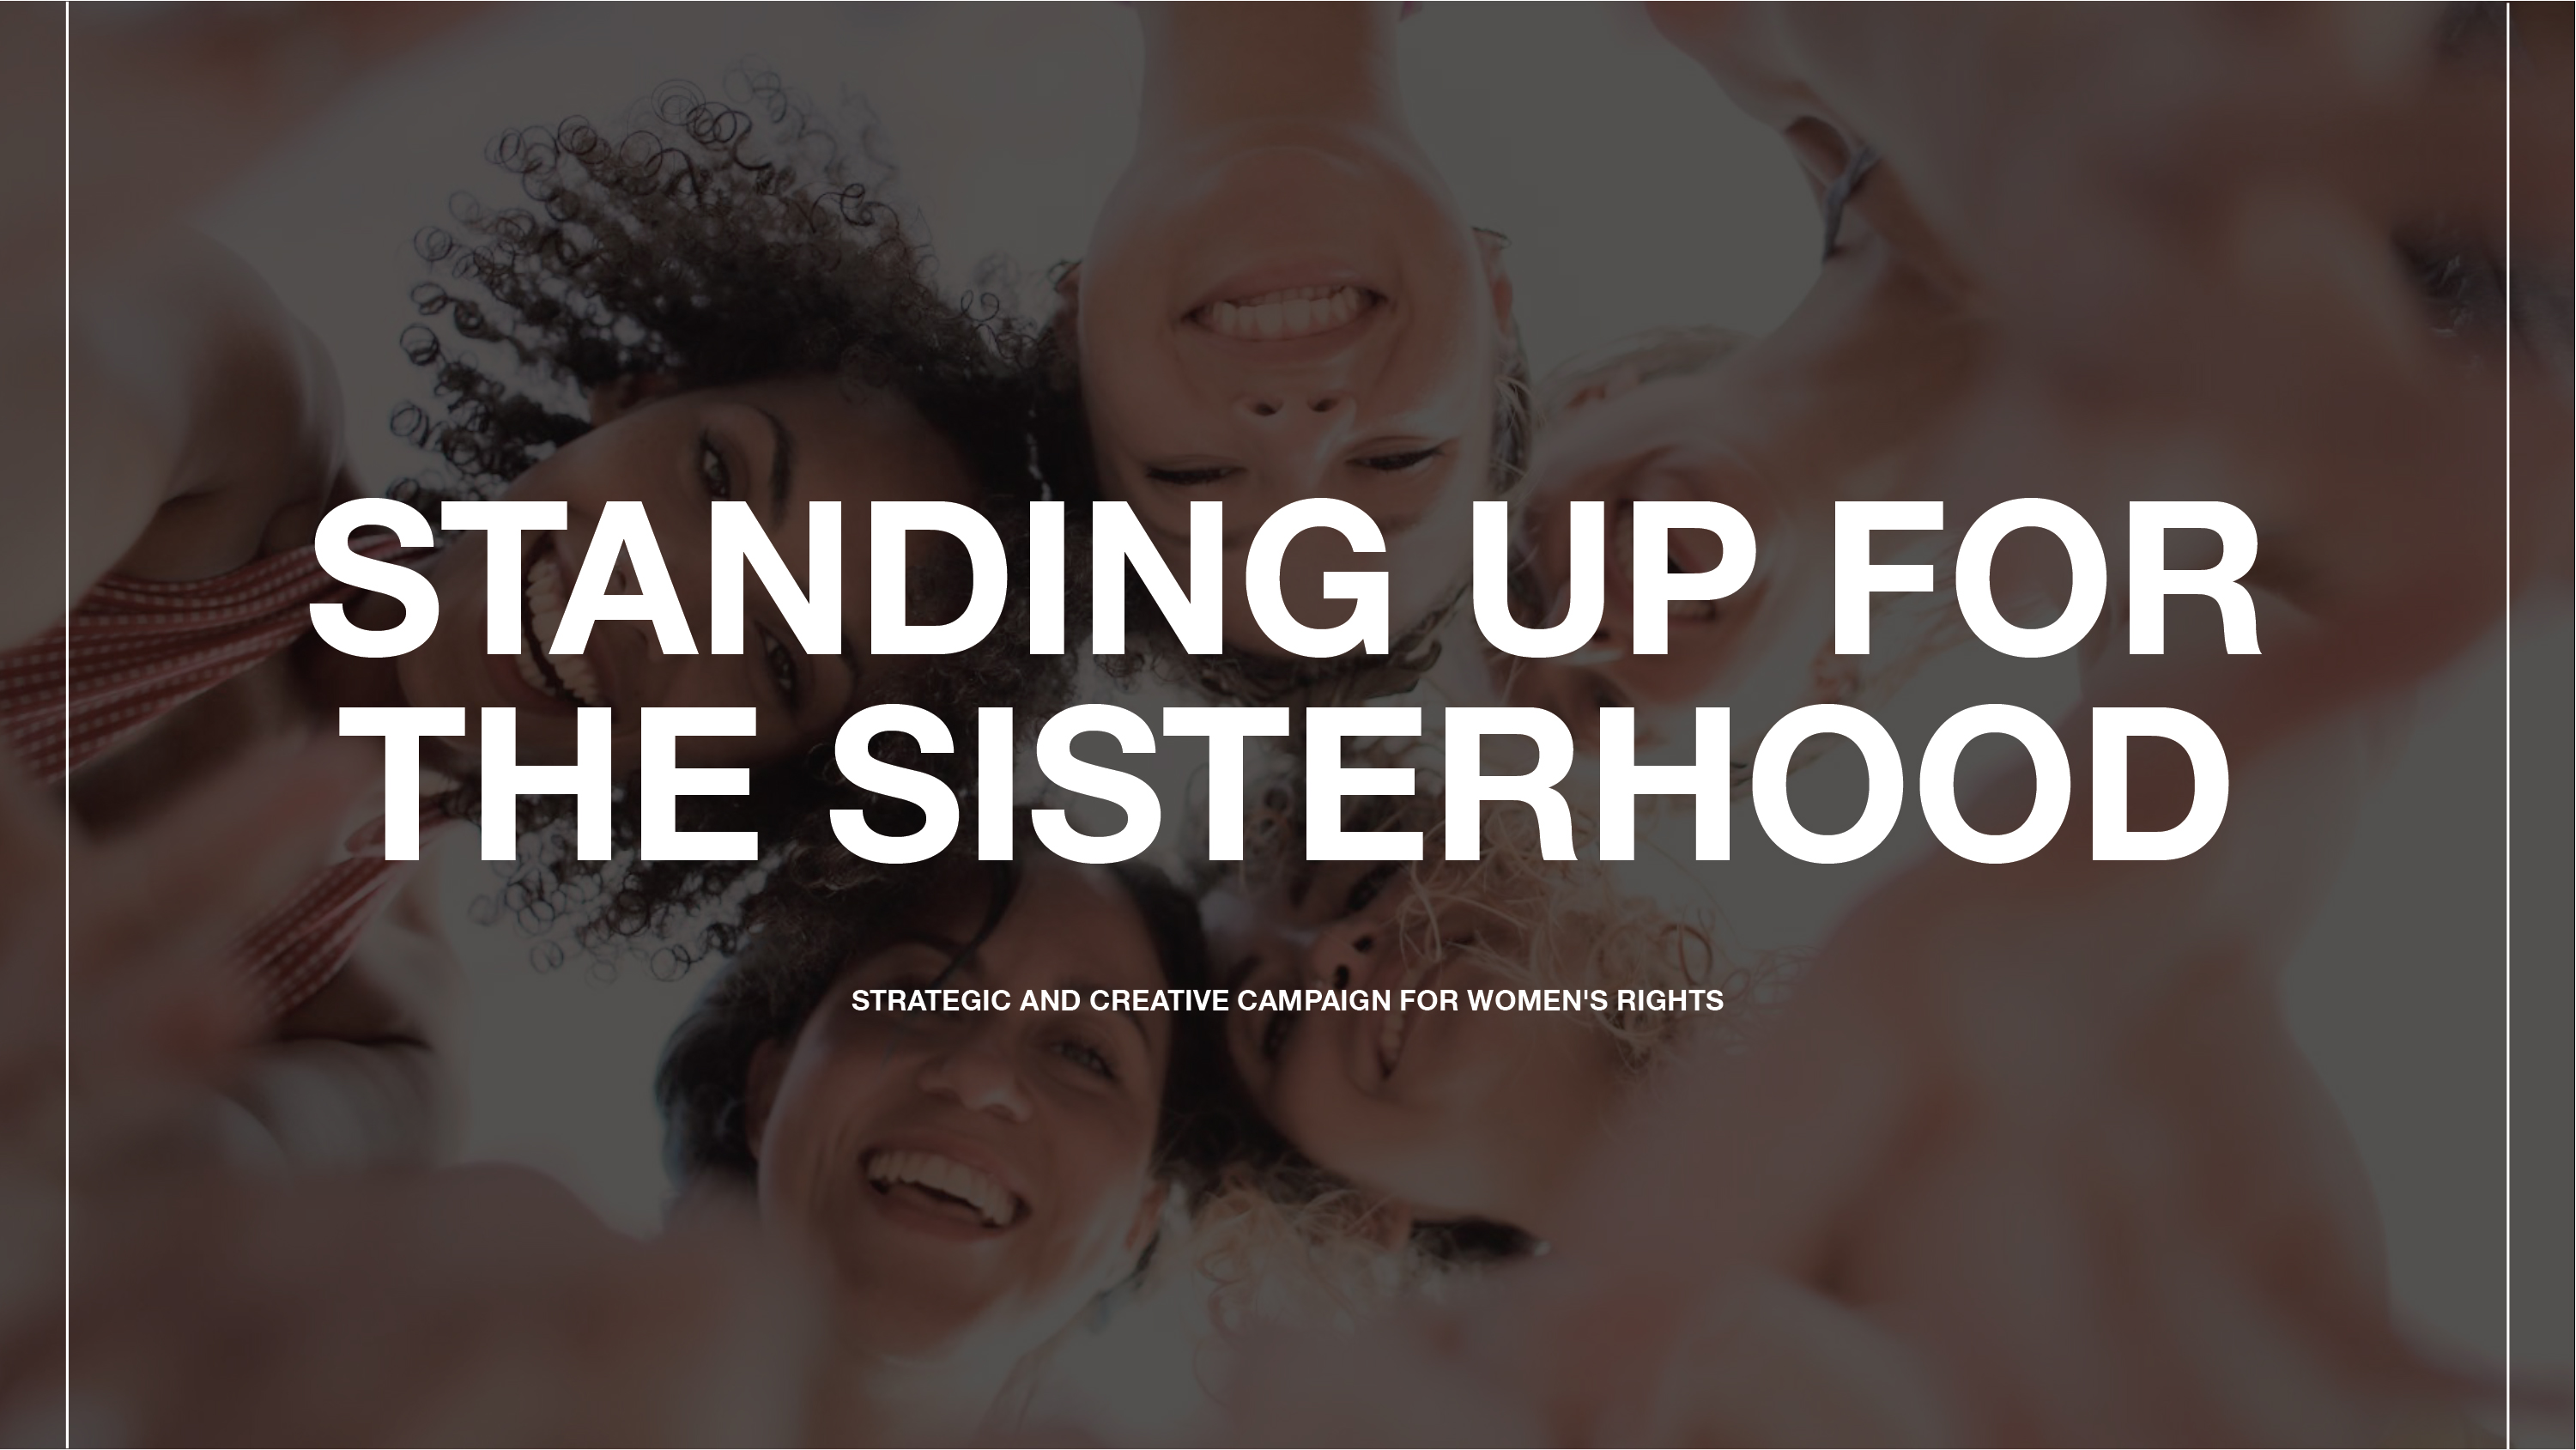 STANDING UP FOR
THE SISTERHOOD
STRATEGIC AND CREATIVE CAMPAIGN FOR WOMEN'S RIGHTS